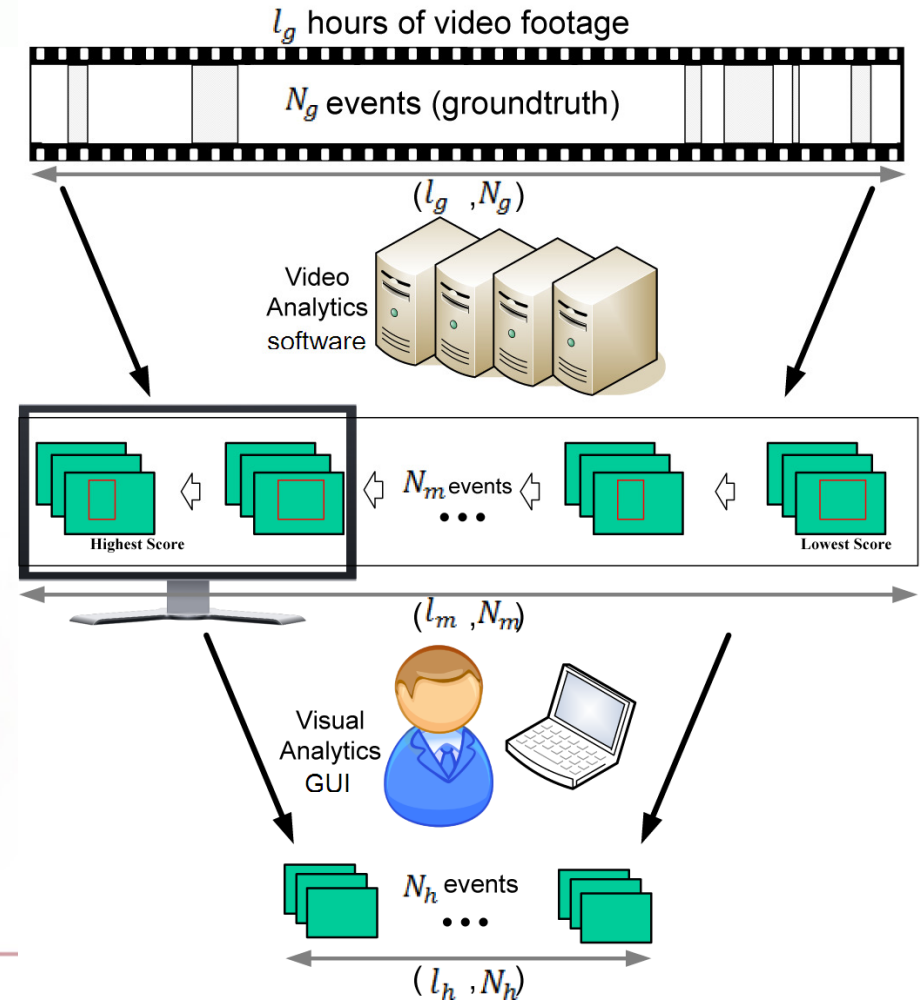 l_g hours of video footage
N_g events (groundtruth)
(l_g ,N_g)
Video
Analytics
software
N_m events
•••
Highest Score
Lowest Score
(l_m ,N_m)
Visual
Analytics
GUI
N_h events
•••
(l_h ,N_h)